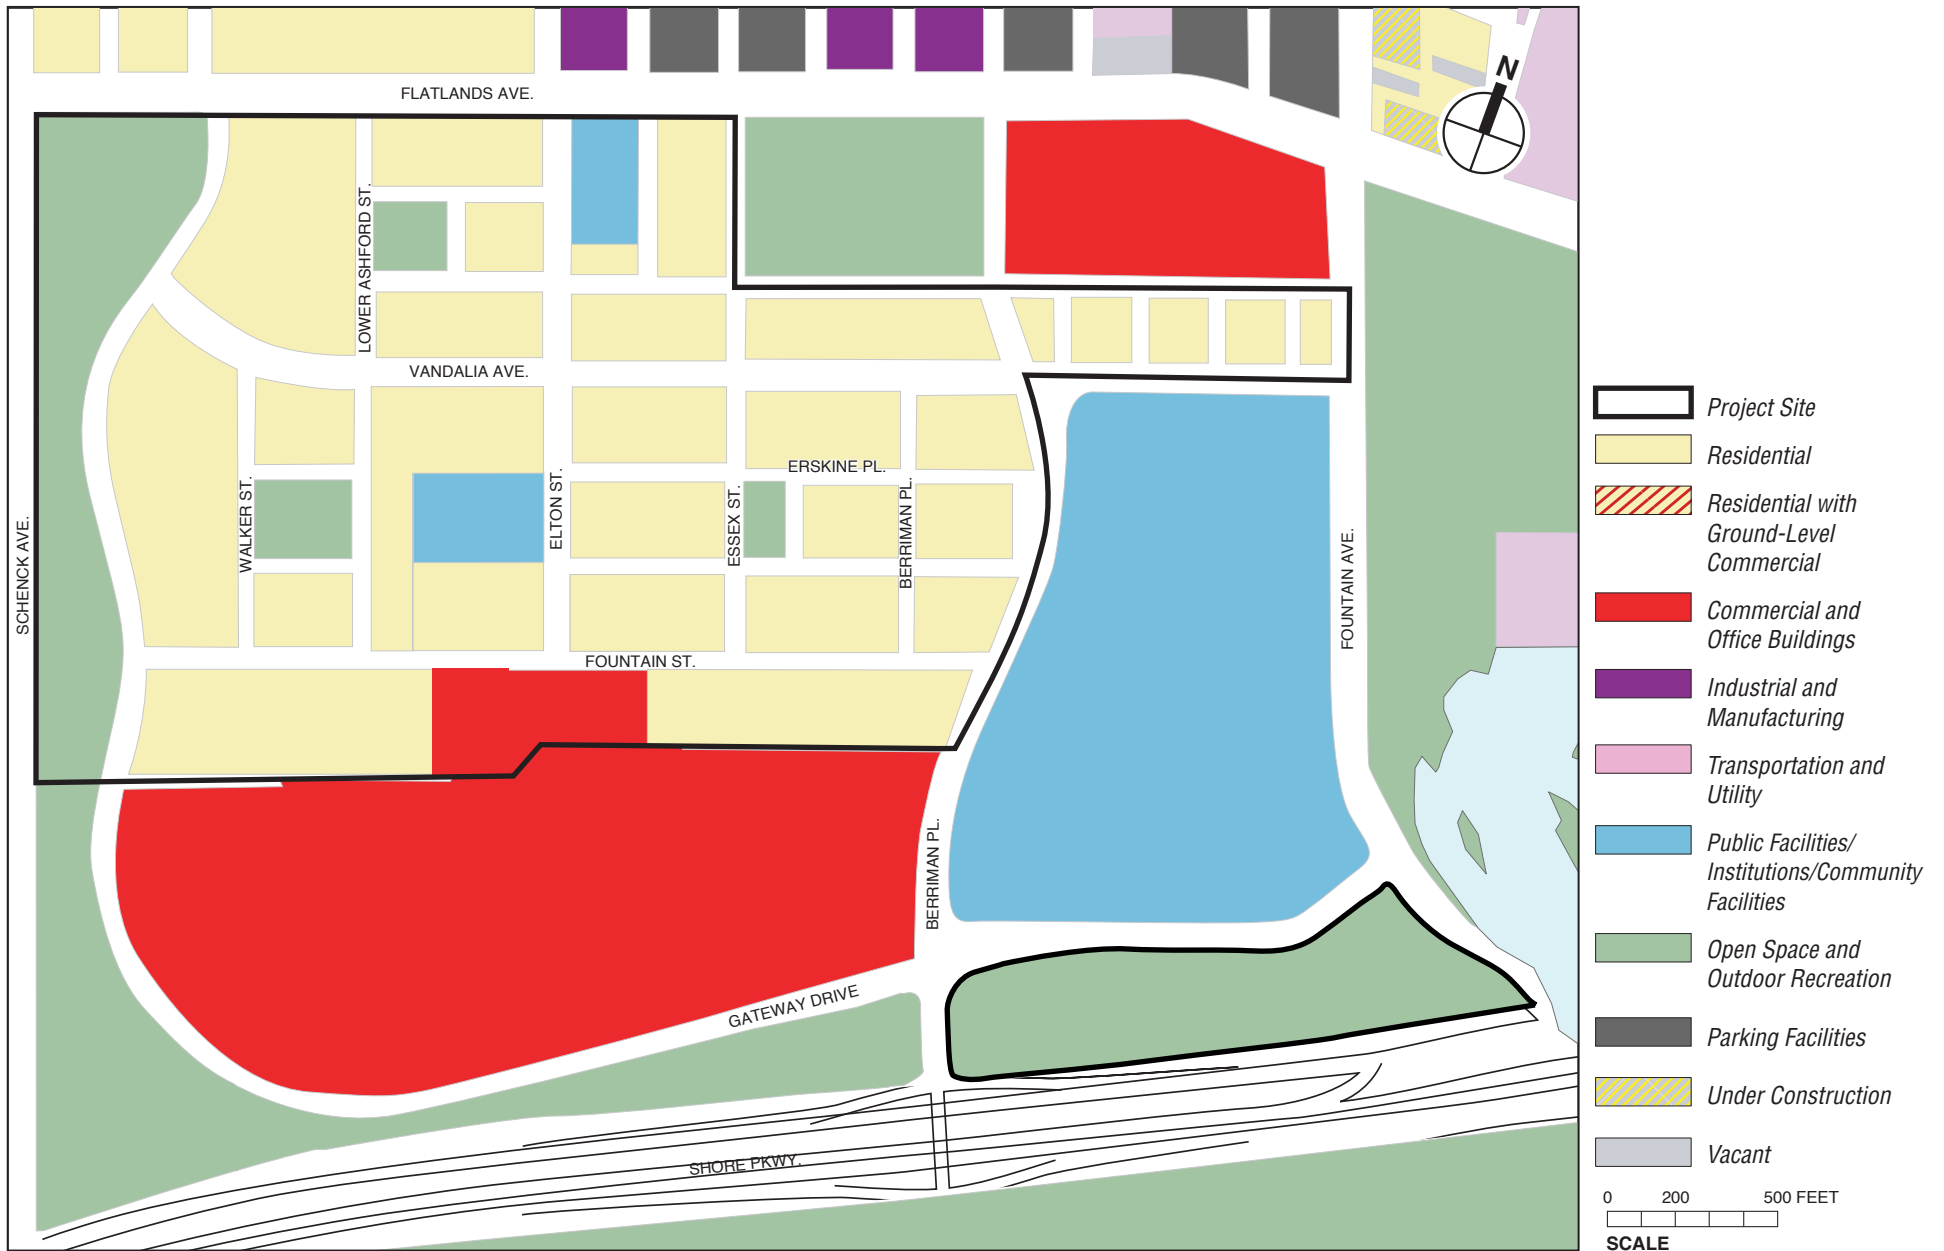 FLATLANDS AVE.
N
LOWER ASHFORD ST.
VANDALIA AVE.
ERSKINE PL.
WALKER ST.
ELTON ST.
ESSEX ST.
BERRIMAN PL.
SCHENCK AVE.
FOUNTAIN AVE.
FOUNTAIN ST.
BERRIMAN PL.
GATEWAY DRIVE
SHORE PKWY.
Project Site
Residential
Residential with
Ground-Level
Commercial
Commercial and
Office Buildings
Industrial and
Manufacturing
Transportation and
Utility
Public Facilities/
Institutions/Community
Facilities
Open Space and
Outdoor Recreation
Parking Facilities
Under Construction
Vacant
0 200 500 FEET
SCALE